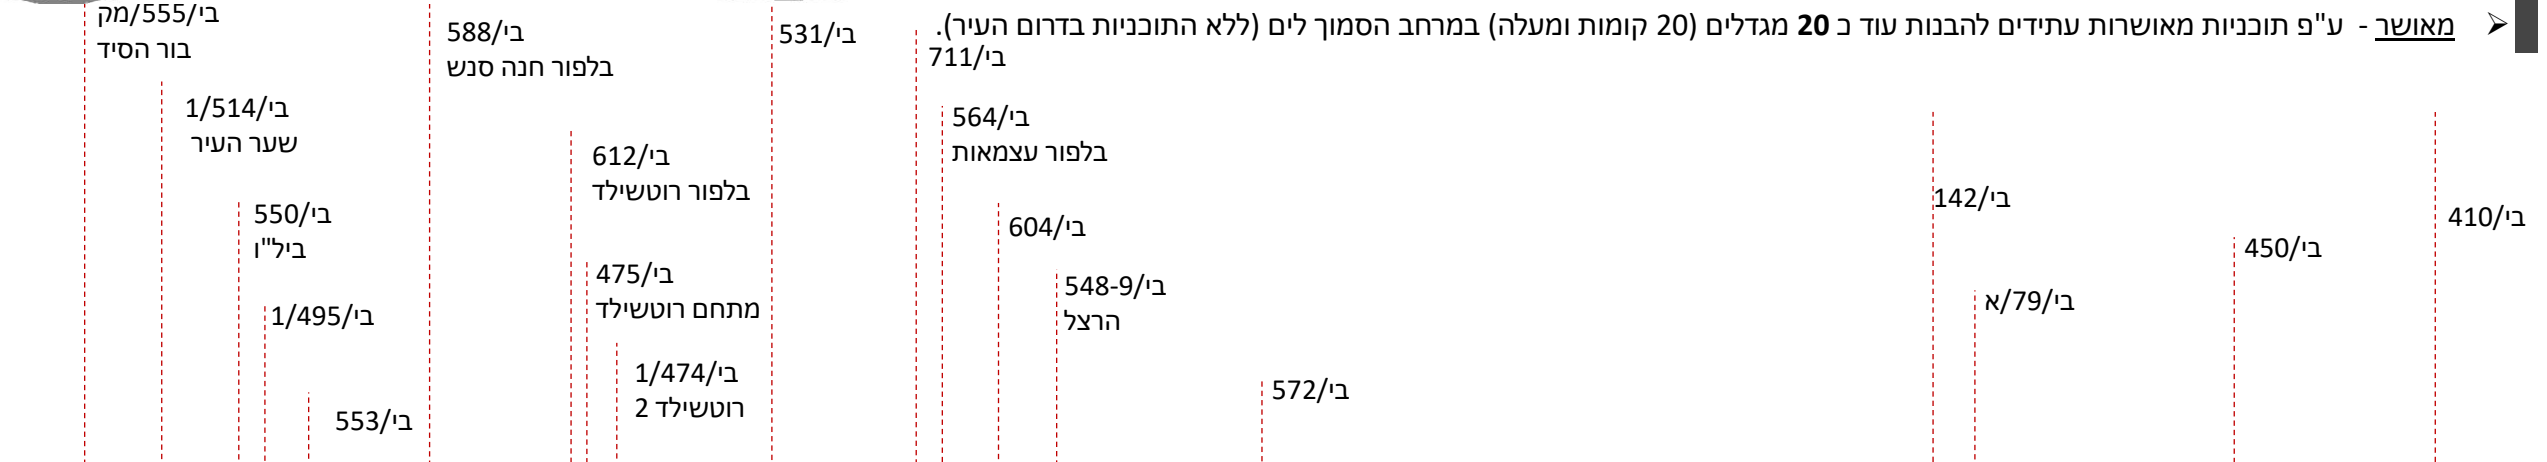 ➢ מאושר - ע"פ תוכניות מאושרות עתידים להבנות עוד כ 20 מגדלים (20 קומות ומעלה) במרחב הסמוך לים (ללא התוכניות בדרום העיר).
בי/410
בי/450
בי/142
בי/79/א
בי/572
בי/711
בי/564
בלפור עצמאות
בי/604
בי/548-9
הרצל
בי/531
בי/612
בלפור רוטשילד
בי/475
מתחם רוטשילד
בי/1/474
רוטשילד 2
בי/588
בלפור חנה סנש
בי/555/מק
בור הסיד
בי/1/514
שער העיר
בי/550
ביל"ו
בי/1/495
בי/553